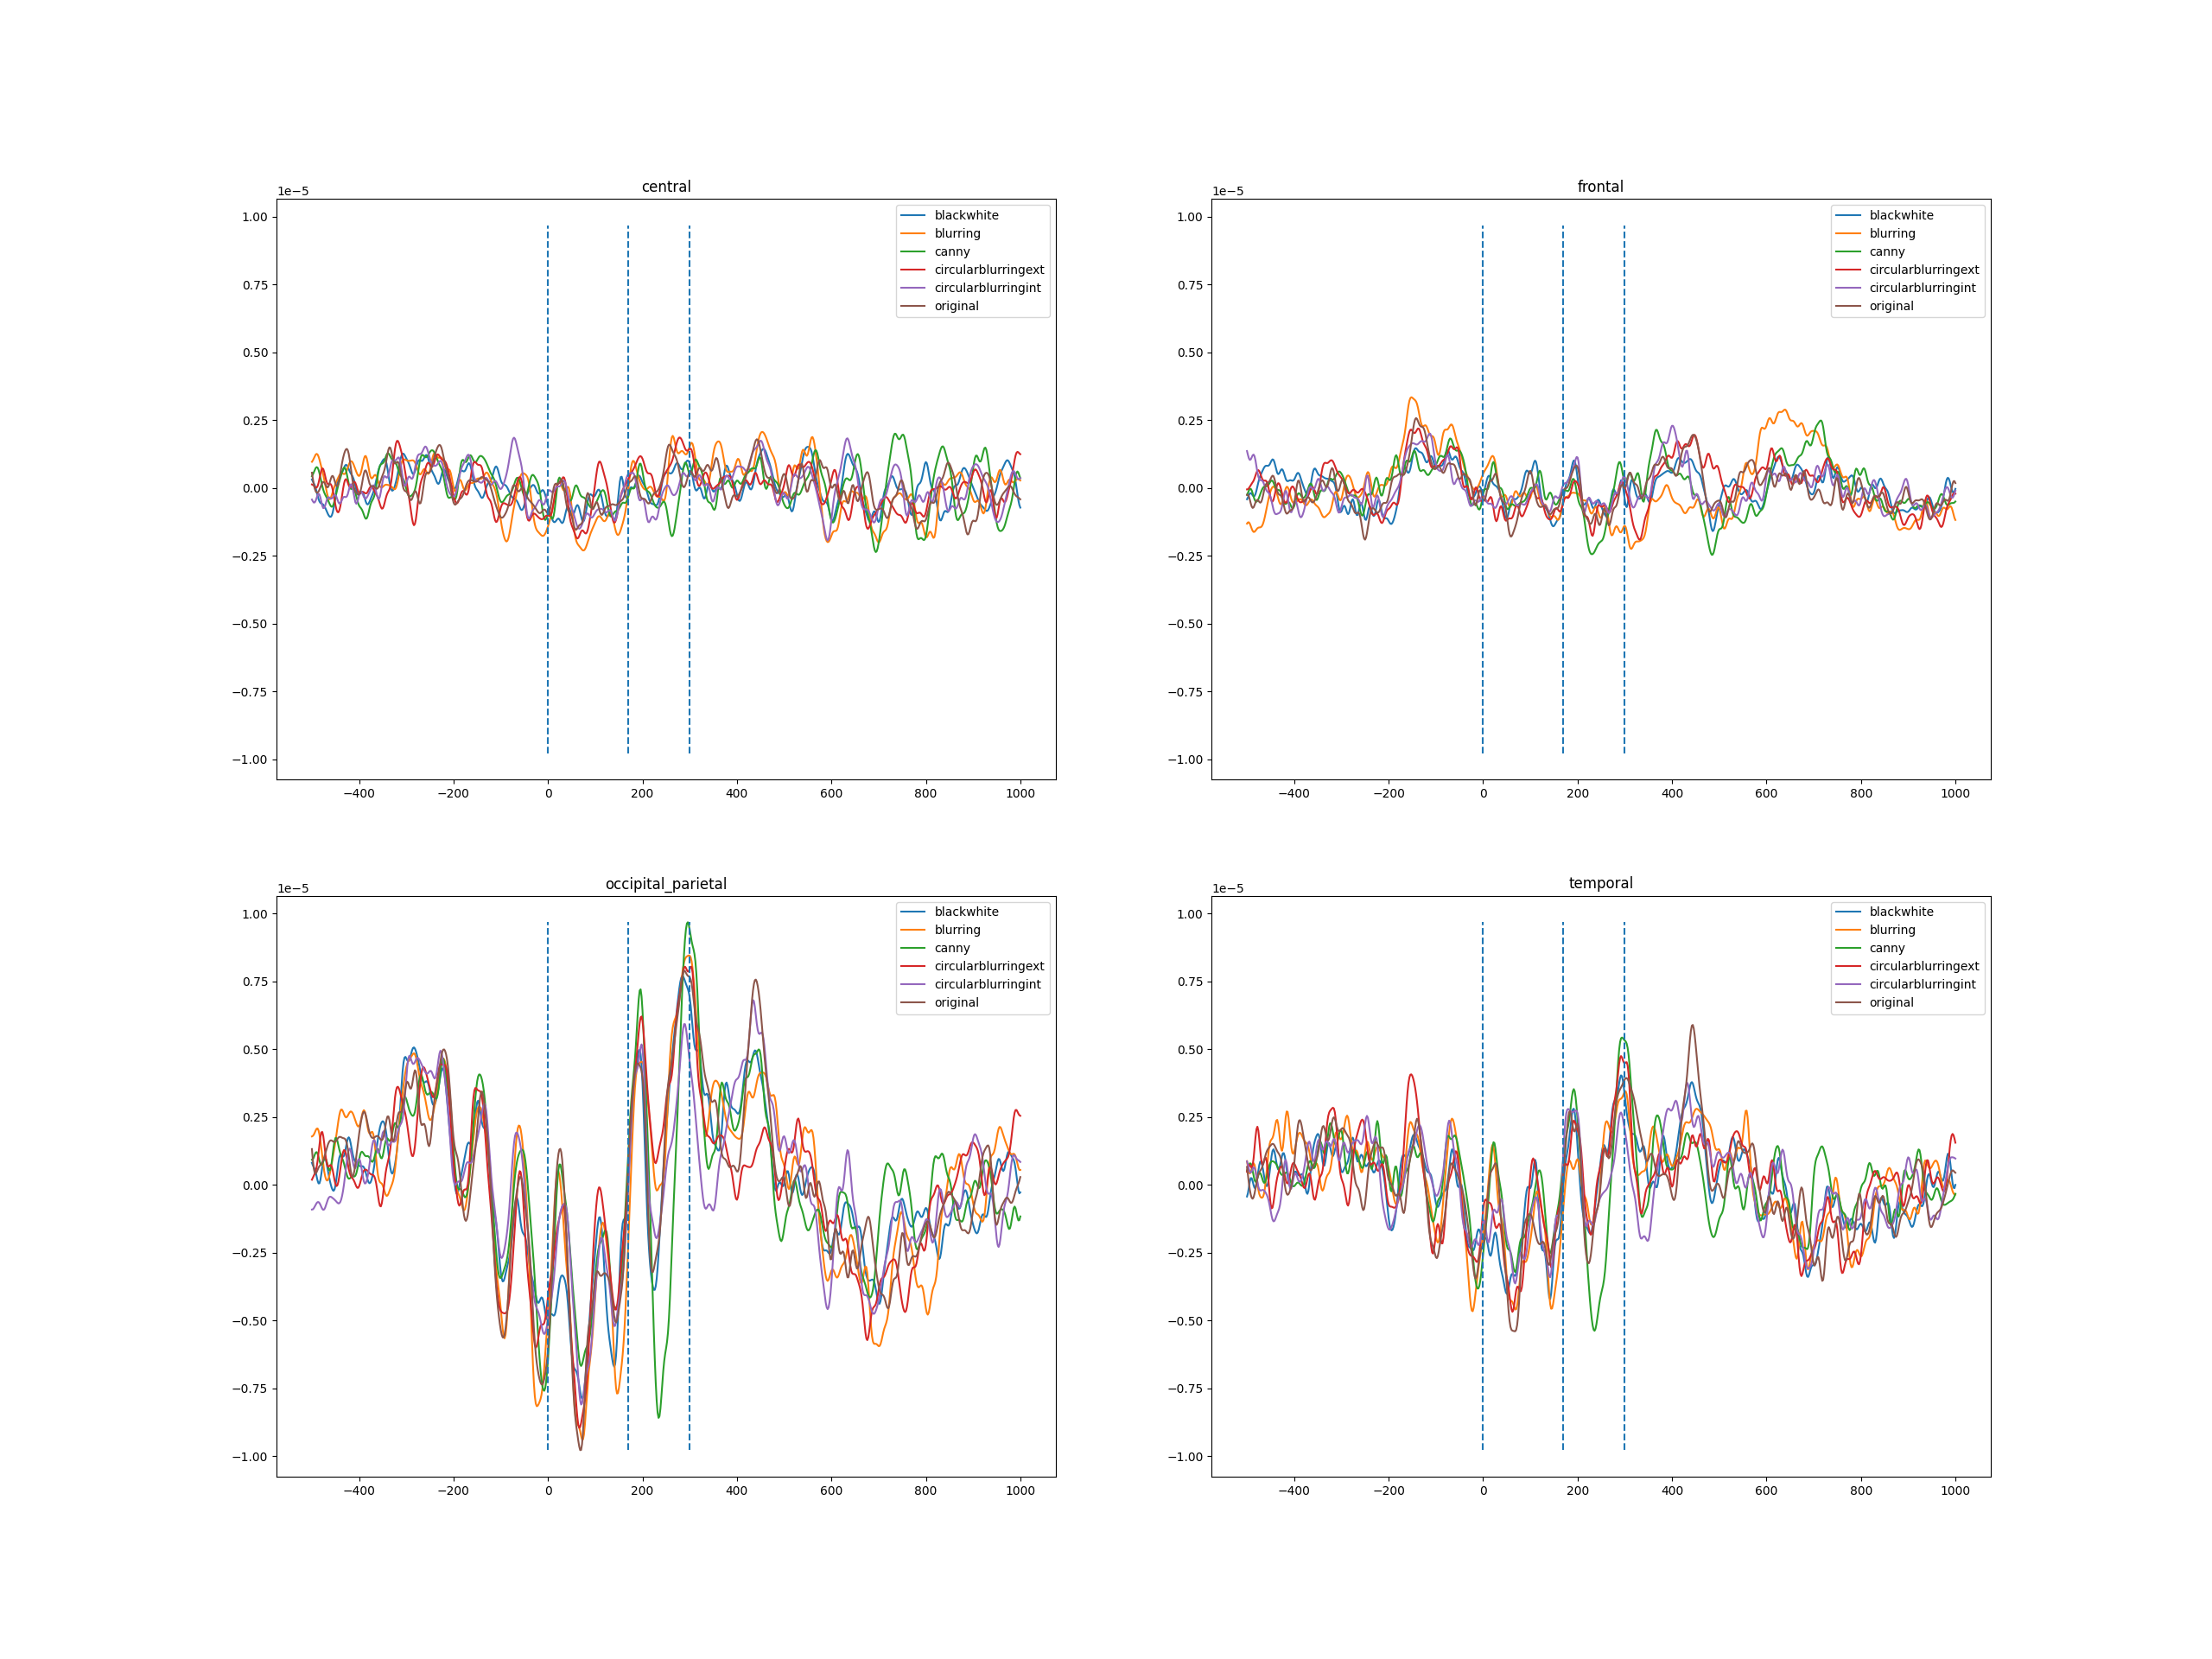 central
1e−5
1.00
0.75
0.50
0.25
0.00
−0.25
−0.50
−0.75
−1.00
−400
−200
0
200
400
600
800
1000
blackwhite
blurring
canny
circularblurringext
circularblurringint
original
frontal
1e−5
1.00
0.75
0.50
0.25
0.00
−0.25
−0.50
−0.75
−1.00
−400
−200
0
200
400
600
800
1000
blackwhite
blurring
canny
circularblurringext
circularblurringint
original
occipital_parietal
1e−5
1.00
0.75
0.50
0.25
0.00
−0.25
−0.50
−0.75
−1.00
−400
−200
0
200
400
600
800
1000
blackwhite
blurring
canny
circularblurringext
circularblurringint
original
temporal
1e−5
1.00
0.75
0.50
0.25
0.00
−0.25
−0.50
−0.75
−1.00
−400
−200
0
200
400
600
800
1000
blackwhite
blurring
canny
circularblurringext
circularblurringint
original